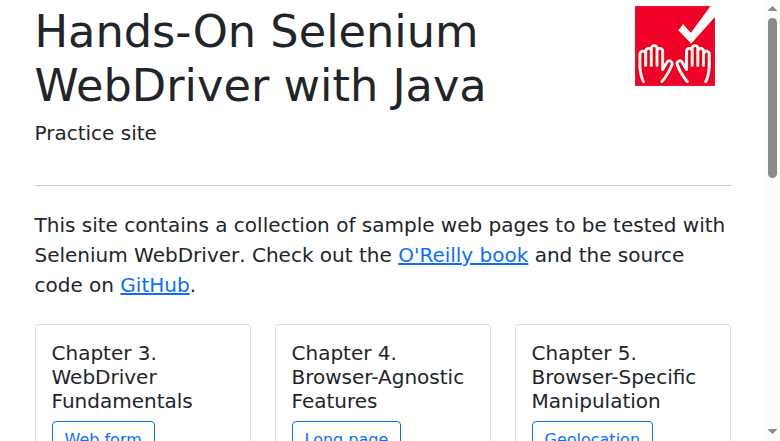 Hands-On Selenium
WebDriver with Java
Practice site
This site contains a collection of sample web pages to be tested with
Selenium WebDriver. Check out the O'Reilly book and the source
code on GitHub.
Chapter 3.
WebDriver
Fundamentals
Web form
Chapter 4.
Browser-Agnostic
Features
Long page
Chapter 5.
Browser-Specific
Manipulation
Geolocation